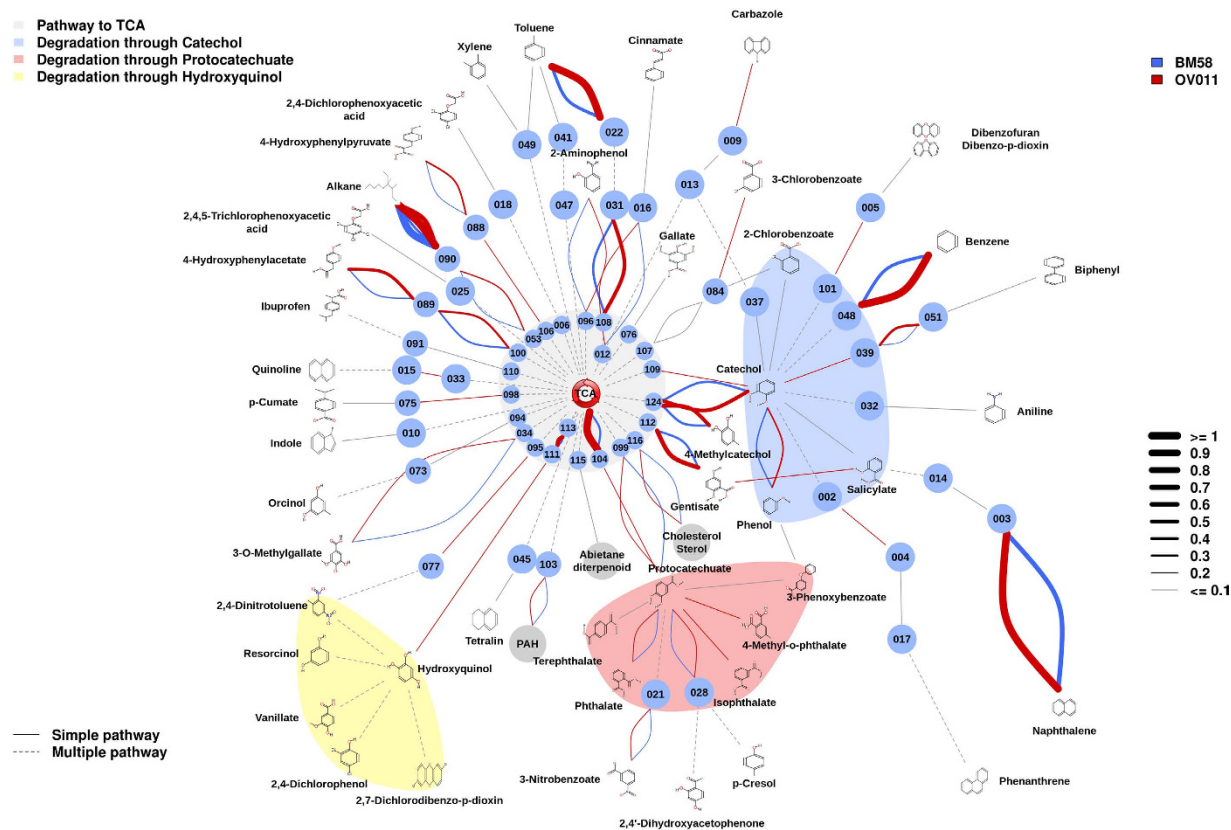 Pathway to TCA
Degradation through Catechol
Degradation through Protocatechuate
Degradation through Hydroxyquinol
BM58
OV011
Carbazole
Toluene
Xylene
Cinnamate
2,4-Dichlorophenoxyacetic
acid
4-Hydroxyphenylpyruvate
Alkane
2,4,5-Trichlorophenoxyacetic
acid
4-Hydroxyphenylacetate
Ibuprofen
Quinoline
p-Cumate
Indole
Orcinol
3-O-Methylgallate
2,4-Dinitrotoluene
Resorcinol
Vanillate
2,4-Dichlorophenol
2,7-Dichlorodibenzo-p-dioxin
Hydroxyquinol
Tetralin
PAH
Abietane
diterpenoid
Cholesterol
Sterol
Protocatechuate
Terephthalate
Phthalate
Isophthalate
4-Methyl-o-phthalate
3-Phenoxybenzoate
3-Nitrobenzoate
2,4'-Dihydroxyacetophenone
p-Cresol
Phenanthrene
Naphthalene
Dibenzofuran
Dibenzo-p-dioxin
3-Chlorobenzoate
2-Chlorobenzoate
Benzene
Biphenyl
Aniline
Catechol
4-Methylcatechol
Gentisate
Salicylate
Phenol
2-Aminophenol
Gallate
TCA
049
041
022
009
013
018
047
031
016
005
088
090
025
089
091
015
033
075
010
073
077
045
103
084
037
101
048
051
039
032
014
002
003
004
017
021
028
096
108
012
076
107
109
124
112
116
099
104
115
113
111
095
034
094
098
110
100
053
106
006
>= 1
0.9
0.8
0.7
0.6
0.5
0.4
0.3
0.2
<= 0.1
Simple pathway
Multiple pathway